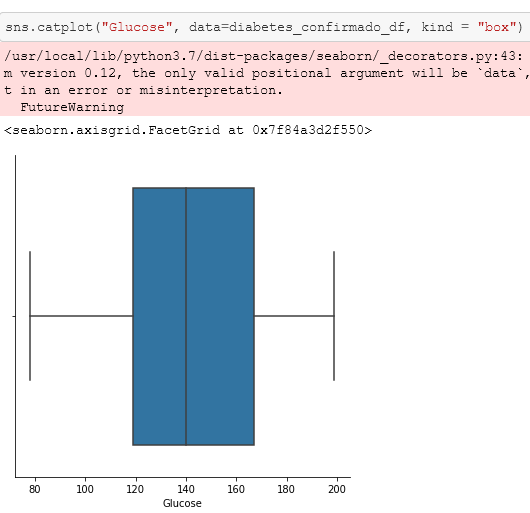 sns.catplot("Glucose", data=diabetes_confirmado_df, kind = "box")
/usr/local/lib/python3.7/dist-packages/seaborn/_decorators.py:43:
m version 0.12, the only valid positional argument will be `data`,
t in an error or misinterpretation.
FutureWarning
<seaborn.axisgrid.FacetGrid at 0x7f84a3d2f550>
80 100 120 140 160 180 200
Glucose